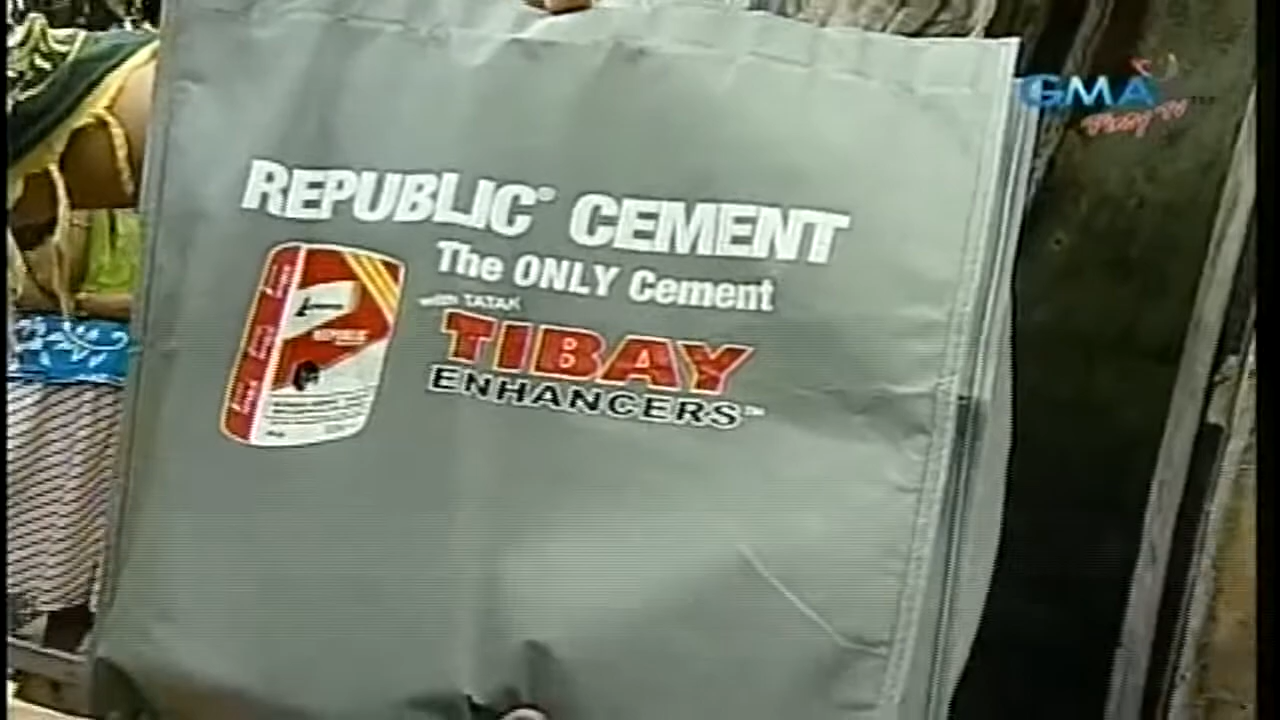 GMA
REPUBLIC® CEMENT
The ONLY Cement
with TATAK
TIBAY
ENHANCERS™